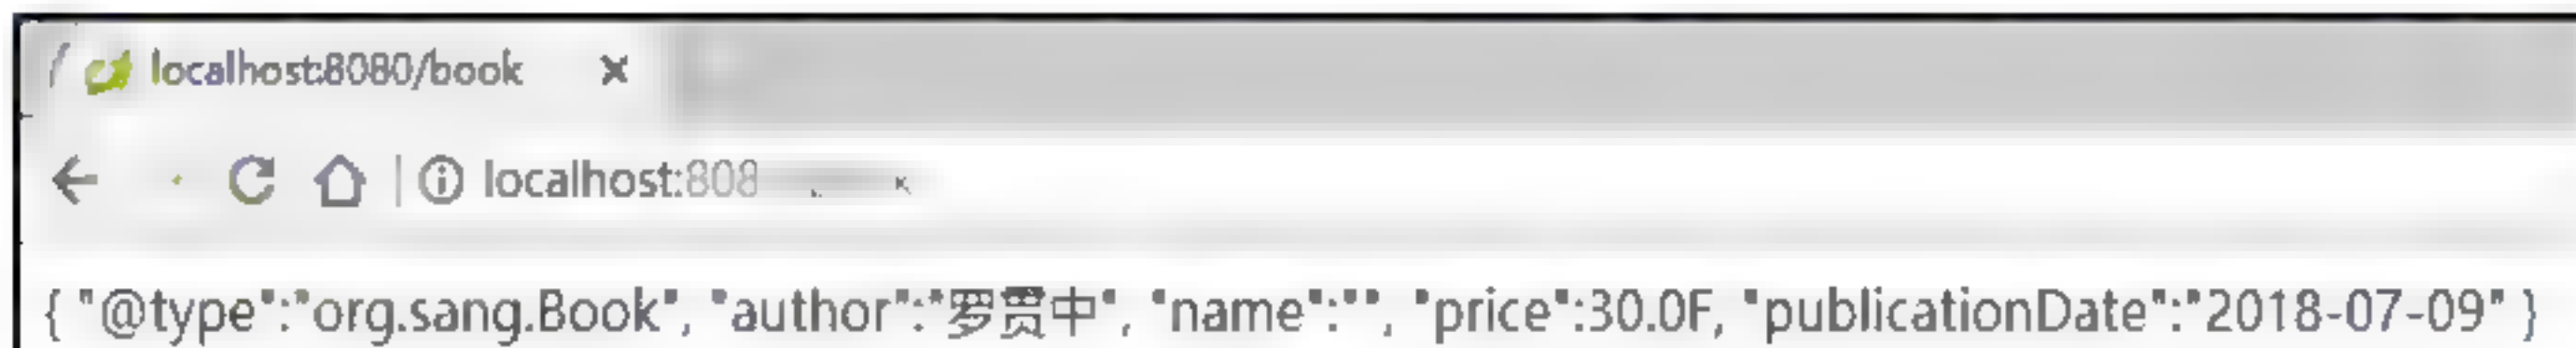 localhost:8080/book
localhost:808
{ "@type":"org.sang.Book", "author":"罗贯中", "name":"", "price":30.0F, "publicationDate":"2018-07-09" }